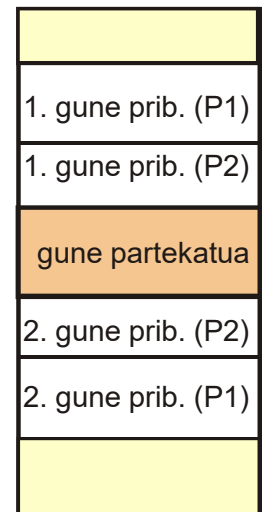 1. gune prib. (P1)
1. gune prib. (P2)
gune partekatua
2. gune prib. (P2)
2. gune prib. (P1)